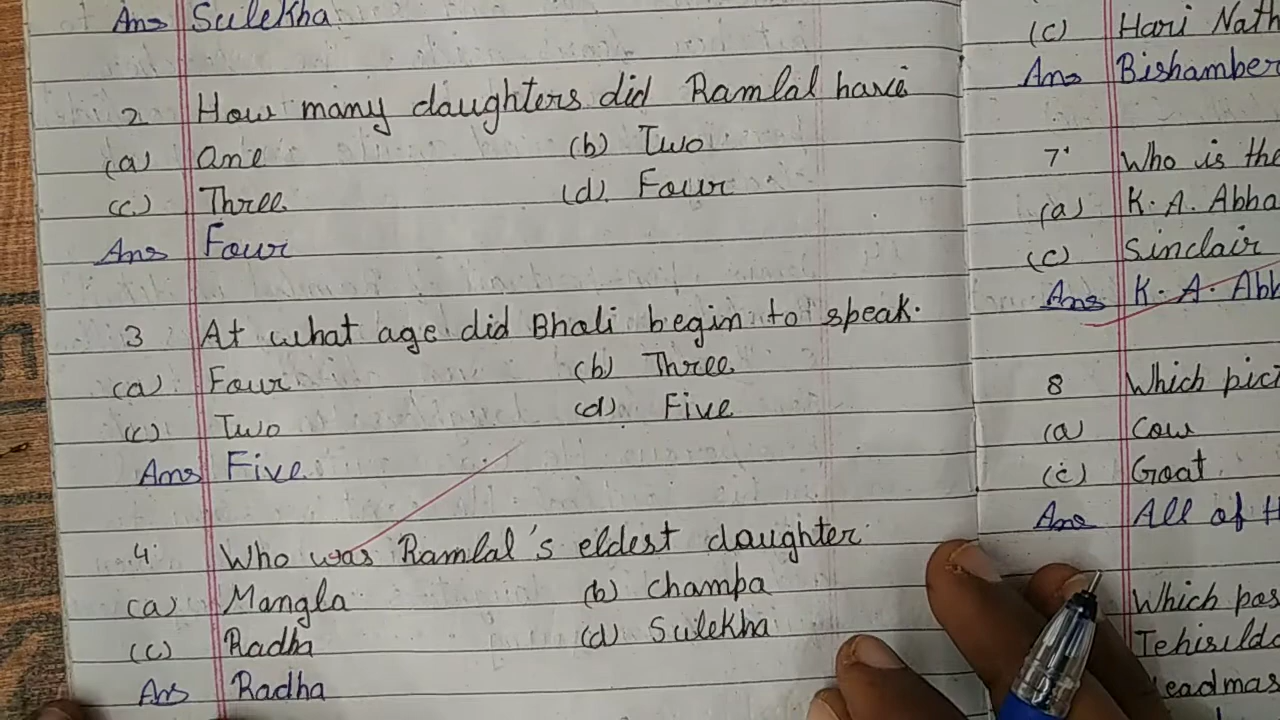 Ans Sulekha
2 How many daughters did Ramlal have
(a) One (b) Two
(c) Three (d) Four
Ans Four
3 At what age did Bholi begin to speak.
(a) Four (b) Three
(c) Two (d) Five
Ans Five
4. Who was Ramlal's eldest daughter
(a) Mangla (b) Champa
(c) Radha (d) Sulekha
Ans Radha
(c) Hari Nath
Ans Bishamber
7. Who is the
(a) K. A. Abba
(c) Sinclair
Ans K. A. Abb
8 Which pict
(a) Cow
(c) Goat
Ans All of
Which pos
Tehsilda
eadmas